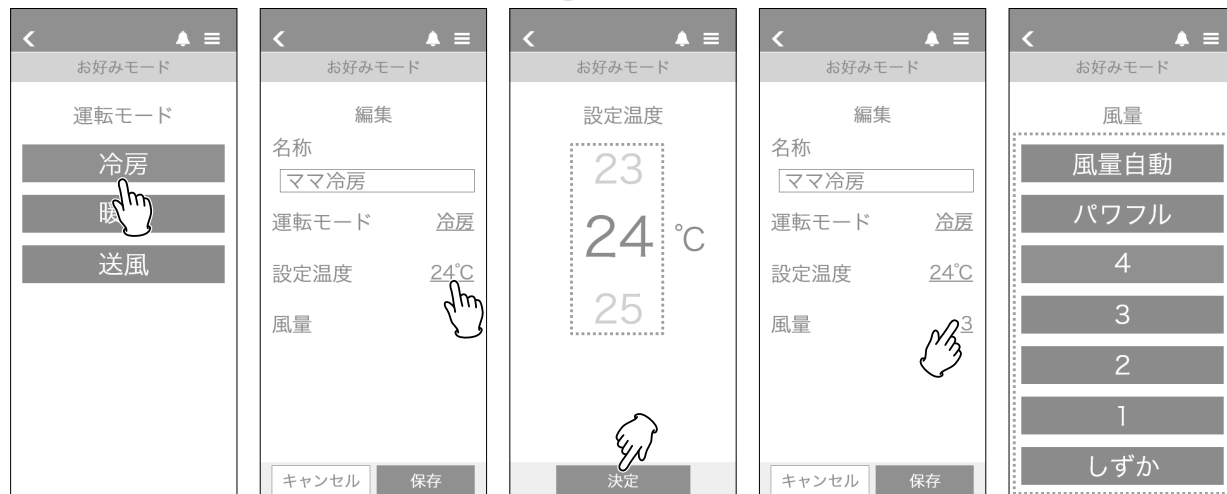 お好みモード
運転モード
冷房
暖
送風
お好みモード
編集
名称
ママ冷房
運転モード 冷房
設定温度 24℃
風量
キャンセル 保存
お好みモード
設定温度
23
24 ℃
25
決定
お好みモード
編集
名称
ママ冷房
運転モード 冷房
設定温度 24℃
風量 3
キャンセル 保存
お好みモード
風量
風量自動
パワフル
4
3
2
1
しずか